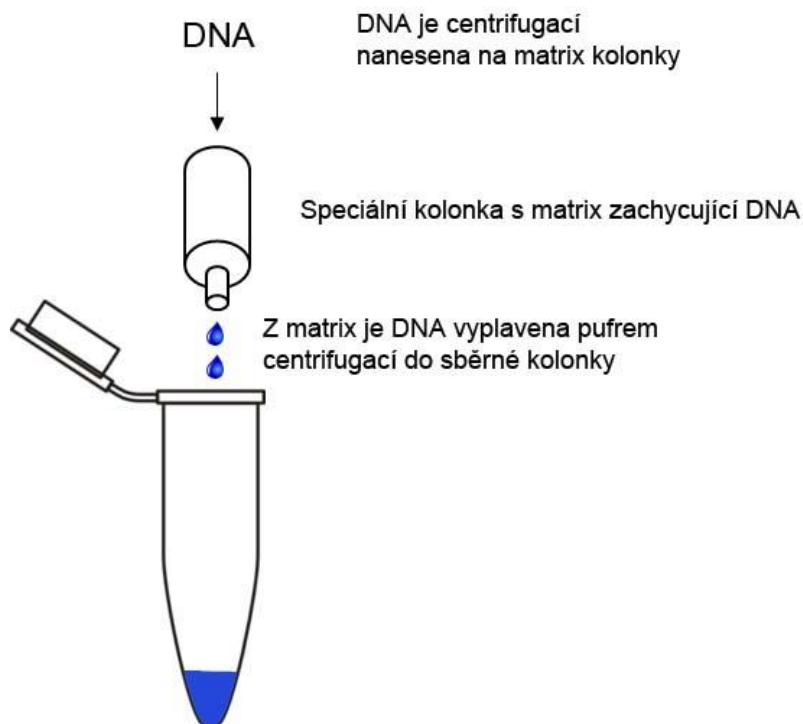 DNA
DNA je centrifugací
nanesena na matrix kolonky
Speciální kolonka s matrix zachycující DNA
Z matrix je DNA vyplavena pufrem
centrifugací do sběrné kolonky